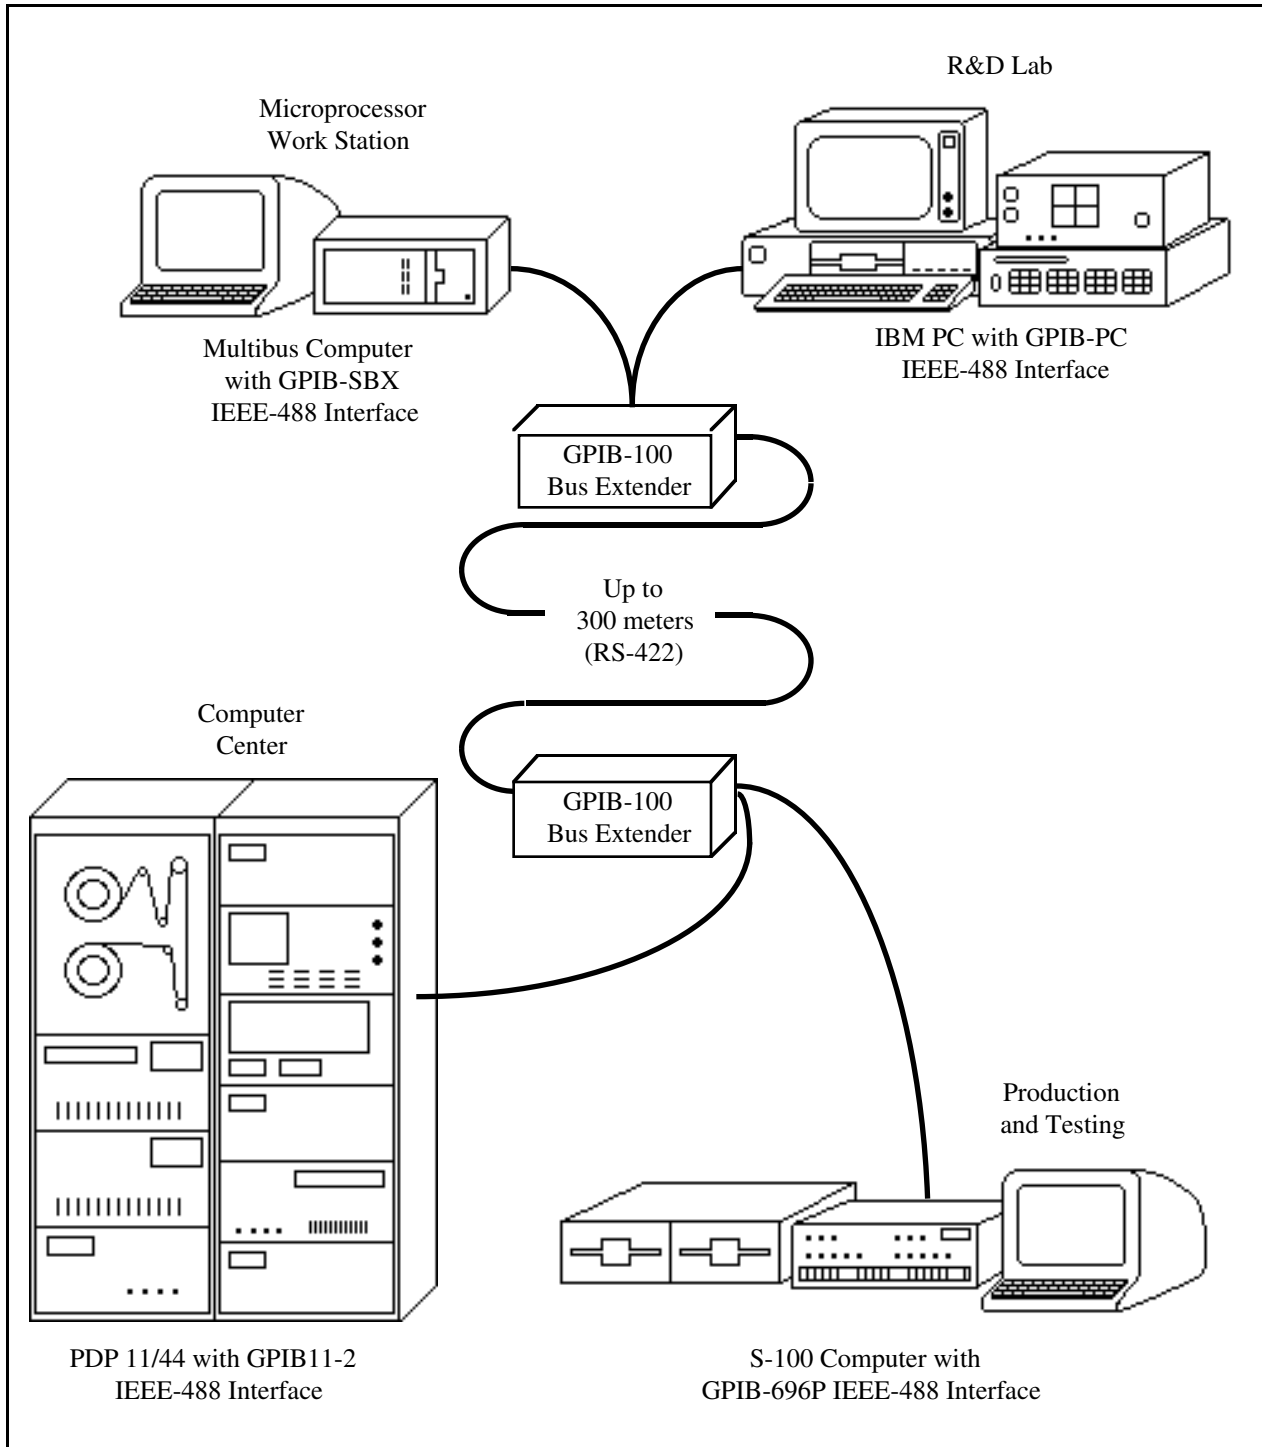 R&D Lab
Microprocessor
Work Station
IBM PC with GPIB-PC
IEEE-488 Interface
Multibus Computer
with GPIB-SBX
IEEE-488 Interface
GPIB-100
Bus Extender
Up to
300 meters
(RS-422)
Computer
Center
GPIB-100
Bus Extender
Production
and Testing
PDP 11/44 with GPIB11-2
IEEE-488 Interface
S-100 Computer with
GPIB-696P IEEE-488 Interface